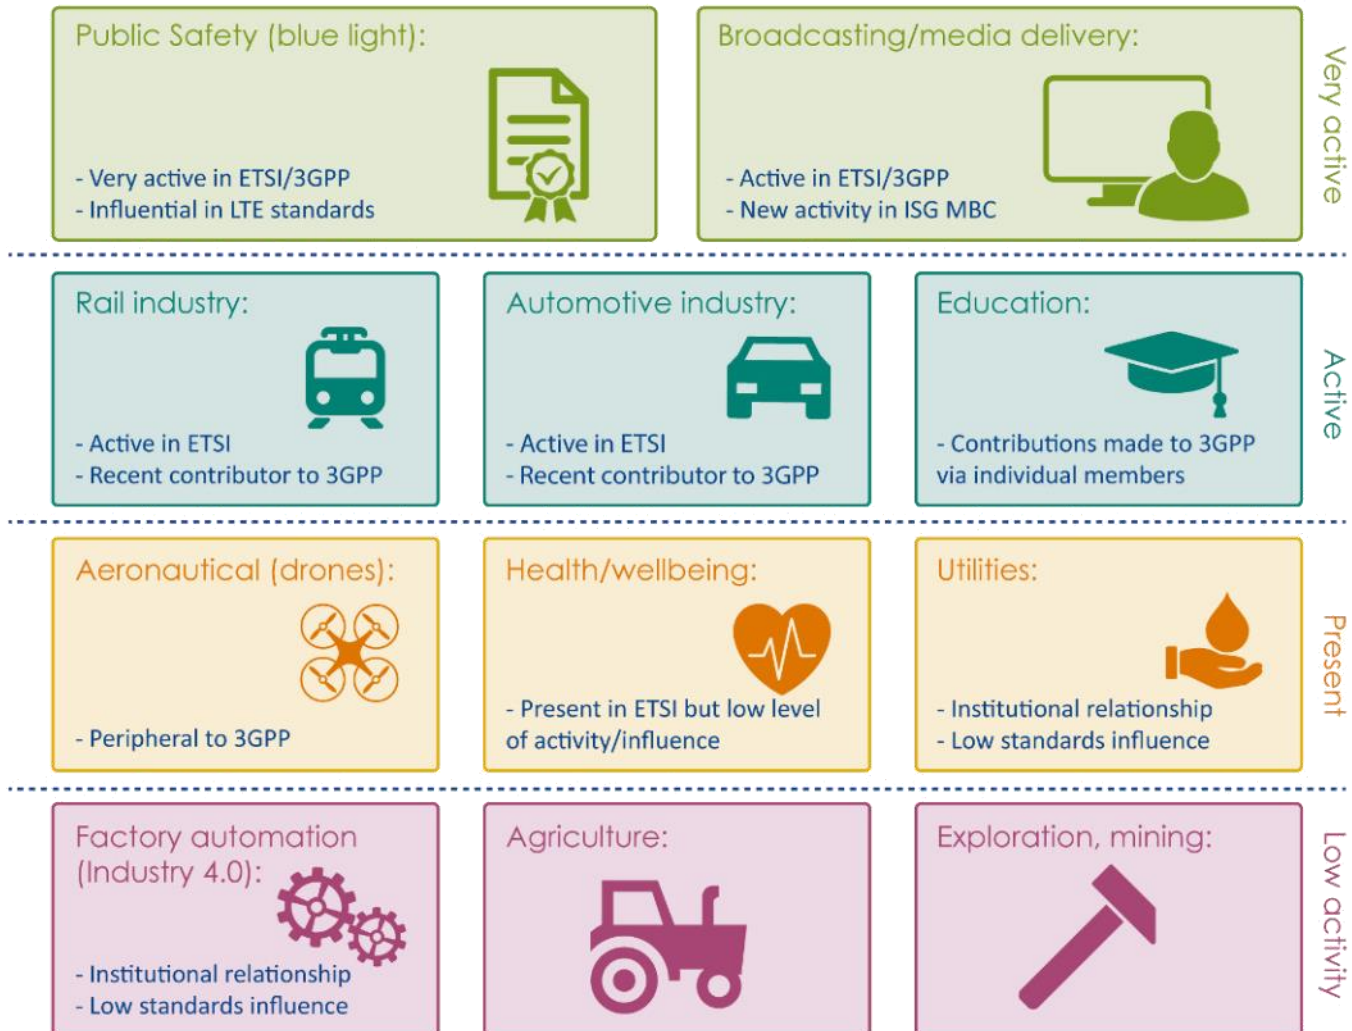 Public Safety (blue light):
- Very active in ETSI/3GPP
- Influential in LTE standards
Broadcasting/media delivery:
- Active in ETSI/3GPP
- New activity in ISG MBC
Very active
Rail industry:
- Active in ETSI
- Recent contributor to 3GPP
Automotive industry:
- Active in ETSI
- Recent contributor to 3GPP
Education:
- Contributions made to 3GPP
via individual members
Active
Aeronautical (drones):
- Peripheral to 3GPP
Health/wellbeing:
- Present in ETSI but low level
of activity/influence
Utilities:
- Institutional relationship
- Low standards influence
Present
Factory automation
(Industry 4.0):
- Institutional relationship
- Low standards influence
Agriculture:
Exploration, mining:
Low activity